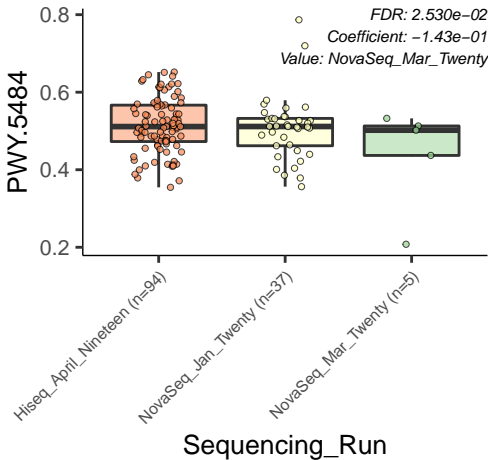 FDR: 2.530e−02
Coefficient: −1.43e−01
Value: NovaSeq_Mar_Twenty
PWY.5484
0.8
0.6
0.4
0.2
Hiseq_April_Nineteen (n=94)
NovaSeq_Jan_Twenty (n=37)
NovaSeq_Mar_Twenty (n=5)
Sequencing_Run